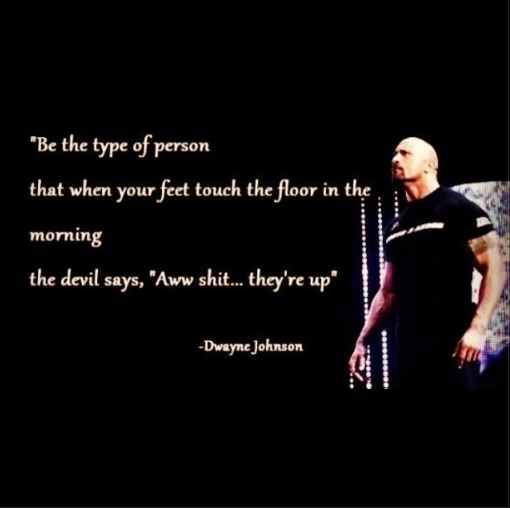 "Be the type of person
that when your feet touch the floor in the
morning
the devil says, "Aww shit... they're up"
-Dwayne Johnson